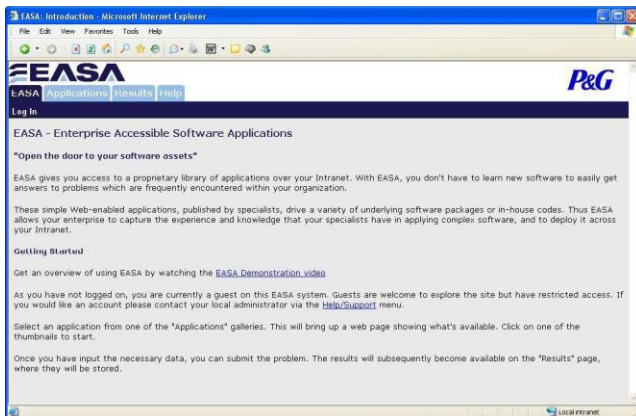 EASA: Introduction - Microsoft Internet Explorer
File Edit View Favorites Tools Help
EASA
P&G
EASA Applications Results Help
Log In
EASA - Enterprise Accessible Software Applications
"Open the door to your software assets"
EASA gives you access to a proprietary library of applications over your Intranet. With EASA, you don't have to learn new software to easily get
answers to problems which are frequently encountered within your organization.
These simple Web-enabled applications, published by specialists, drive a variety of underlying software packages or in-house codes. Thus EASA
allows your enterprise to capture the experience and knowledge that your specialists have in applying complex software, and to deploy it across
your Intranet.
Getting Started
Get an overview of using EASA by watching the EASA Demonstration video
As you have not logged on, you are currently a guest on this EASA system. Guests are welcome to explore the site but have restricted access. If
you would like an account please contact your local administrator via the Help/Support menu.
Select an application from one of the "Applications" galleries. This will bring up a web page showing what's available. Click on one of the
thumbnails to start.
Once you have input the necessary data, you can submit the problem. The results will subsequently become available on the "Results" page,
where they will be stored.
Local intranet